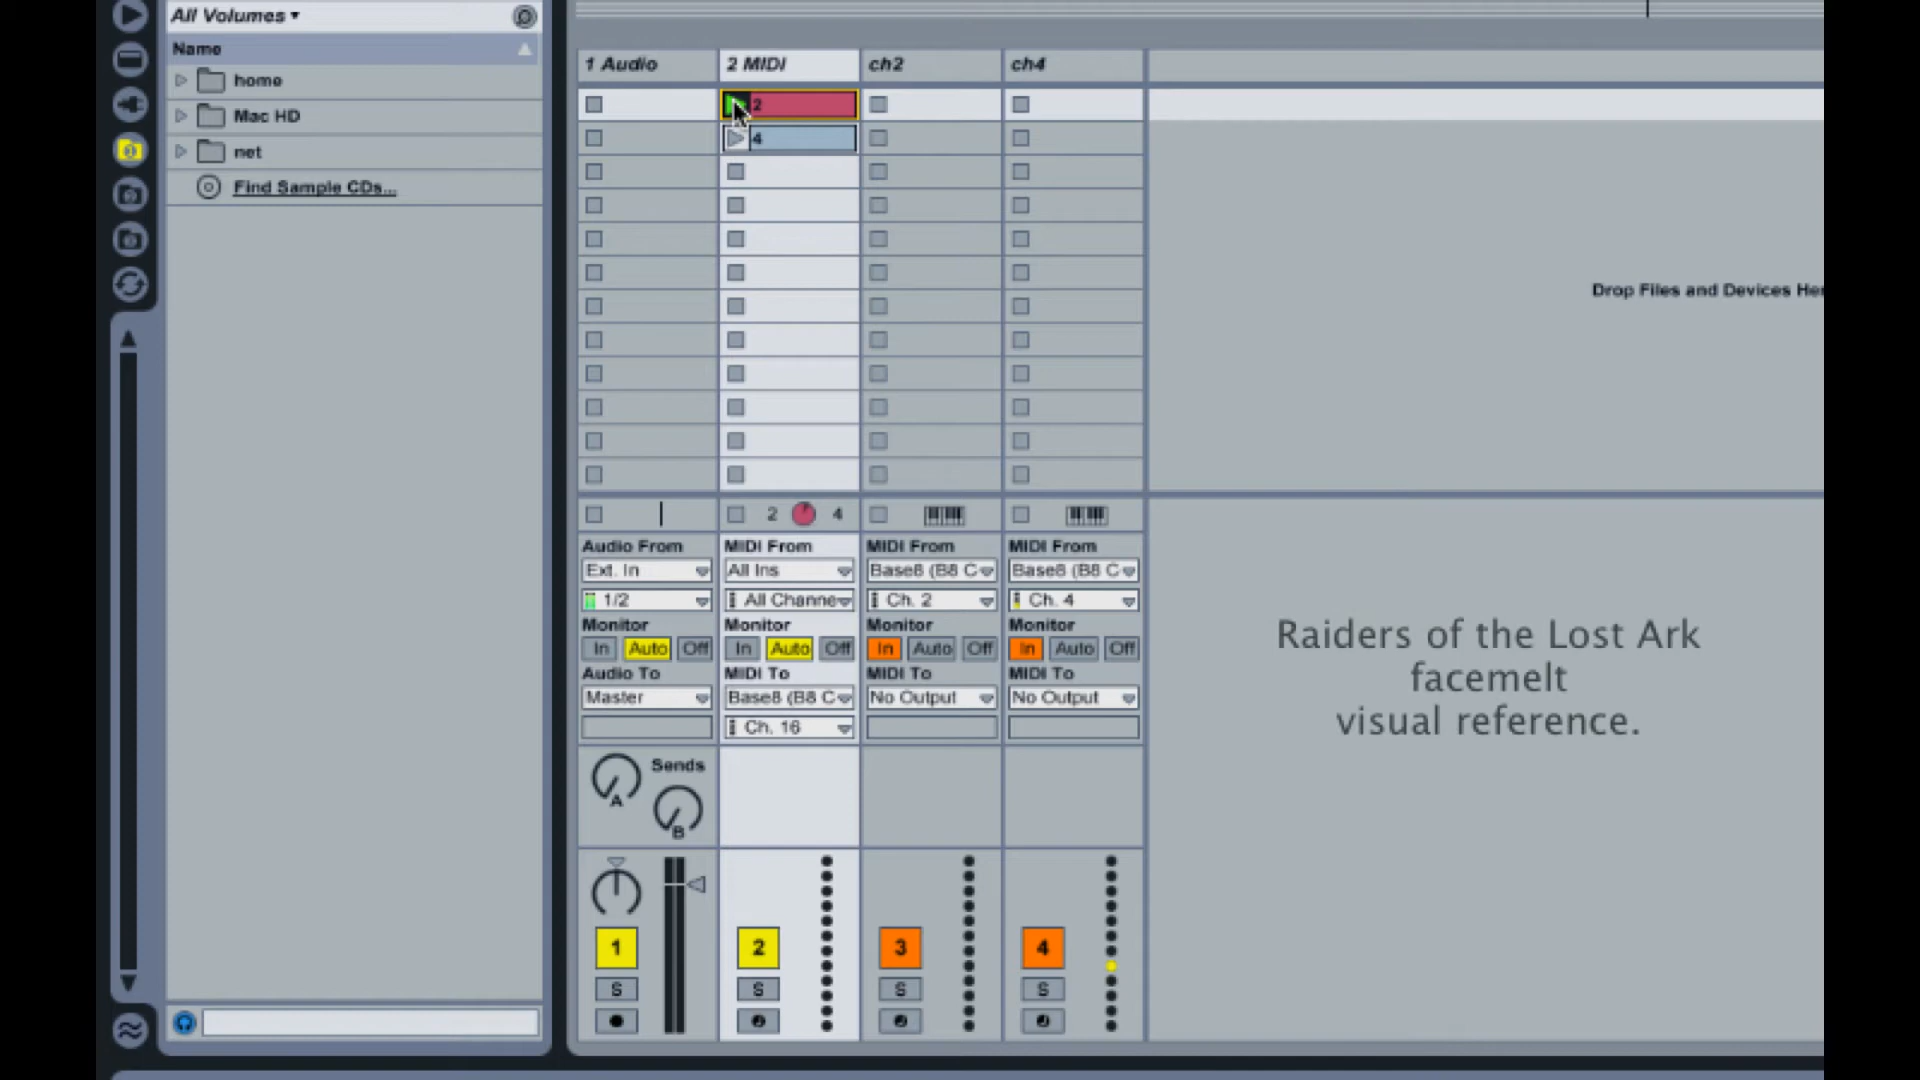 All Volumes
Name
home
Mac HD
net
Find Sample CDs...
1 Audio
2 MIDI
ch2
ch4
2
4
Drop Files and Devices Her
2
4
Audio From
MIDI From
MIDI From
MIDI From
Ext. In
All Ins
Base8 (B8 C
Base8 (B8 C
1/2
All Channe
Ch. 2
Ch. 4
Monitor
Monitor
Monitor
Monitor
In Auto Off
In Auto Off
In Auto Off
In Auto Off
Audio To
MIDI To
MIDI To
MIDI To
Master
Base8 (B8 C
No Output
No Output
Ch. 16
Sends
A
B
1
2
3
4
S
S
S
S
Raiders of the Lost Ark
facemelt
visual reference.